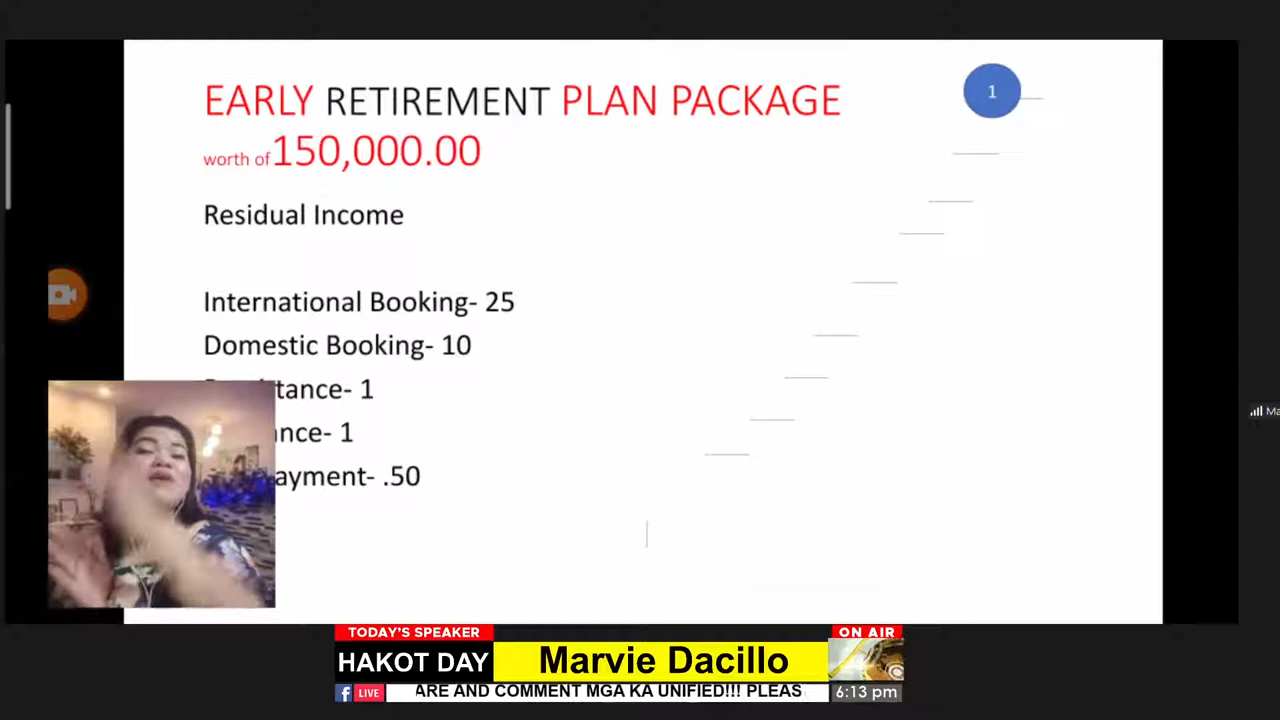 EARLY RETIREMENT PLAN PACKAGE
1
worth of 150,000.00
Residual Income
International Booking- 25
Domestic Booking- 10
tance- 1
nce- 1
ayment- .50
Ma
TODAY'S SPEAKER
ON AIR
HAKOT DAY
Marvie Dacillo
f LIVE
ARE AND COMMENT MGA KA UNIFIED!!! PLEAS
6:13 pm